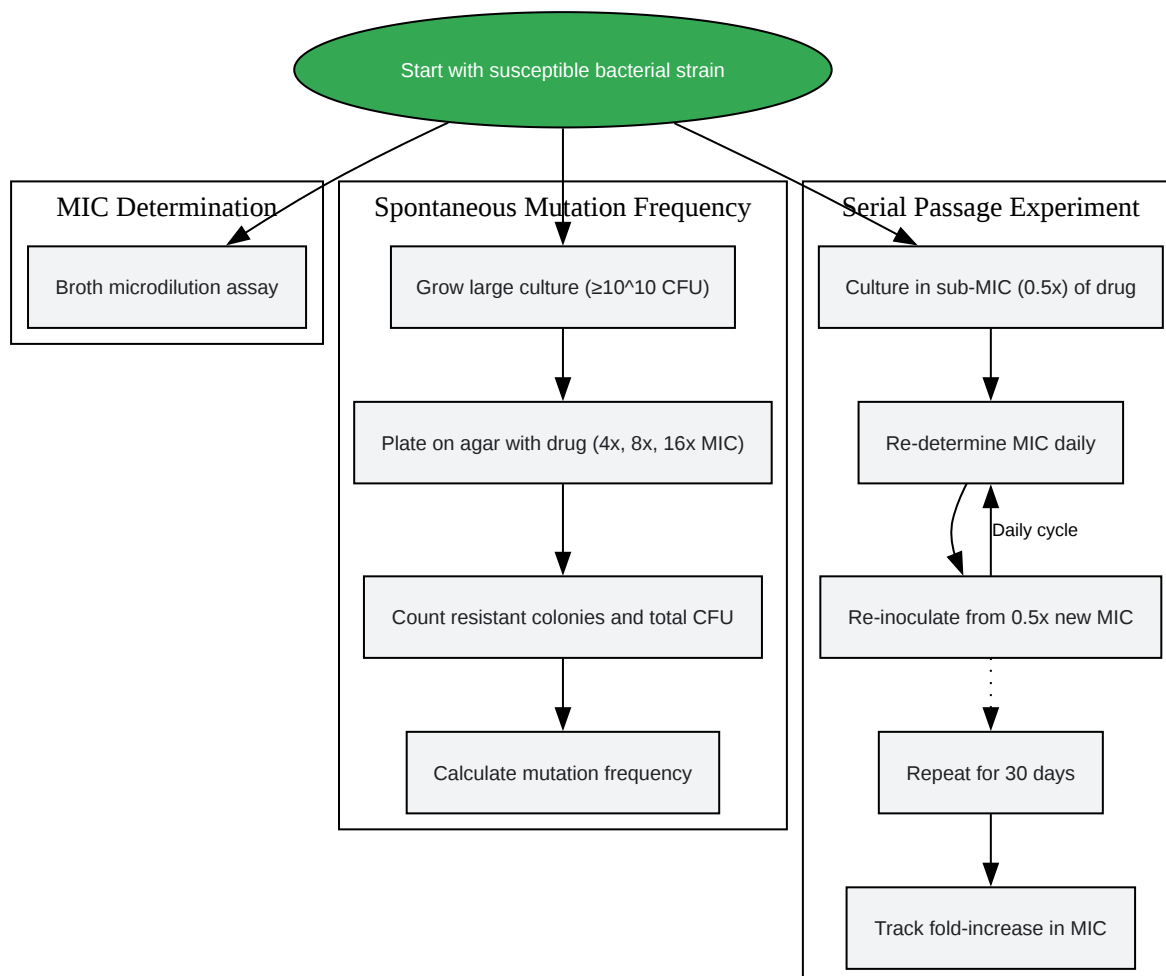 Start with susceptible bacterial strain
MIC Determination
Broth microdilution assay
Spontaneous Mutation Frequency
Grow large culture (≥10^10 CFU)
Plate on agar with drug (4x, 8x, 16x MIC)
Count resistant colonies and total CFU
Calculate mutation frequency
Serial Passage Experiment
Culture in sub-MIC (0.5x) of drug
Re-determine MIC daily
Daily cycle
Re-inoculate from 0.5x new MIC
Repeat for 30 days
Track fold-increase in MIC